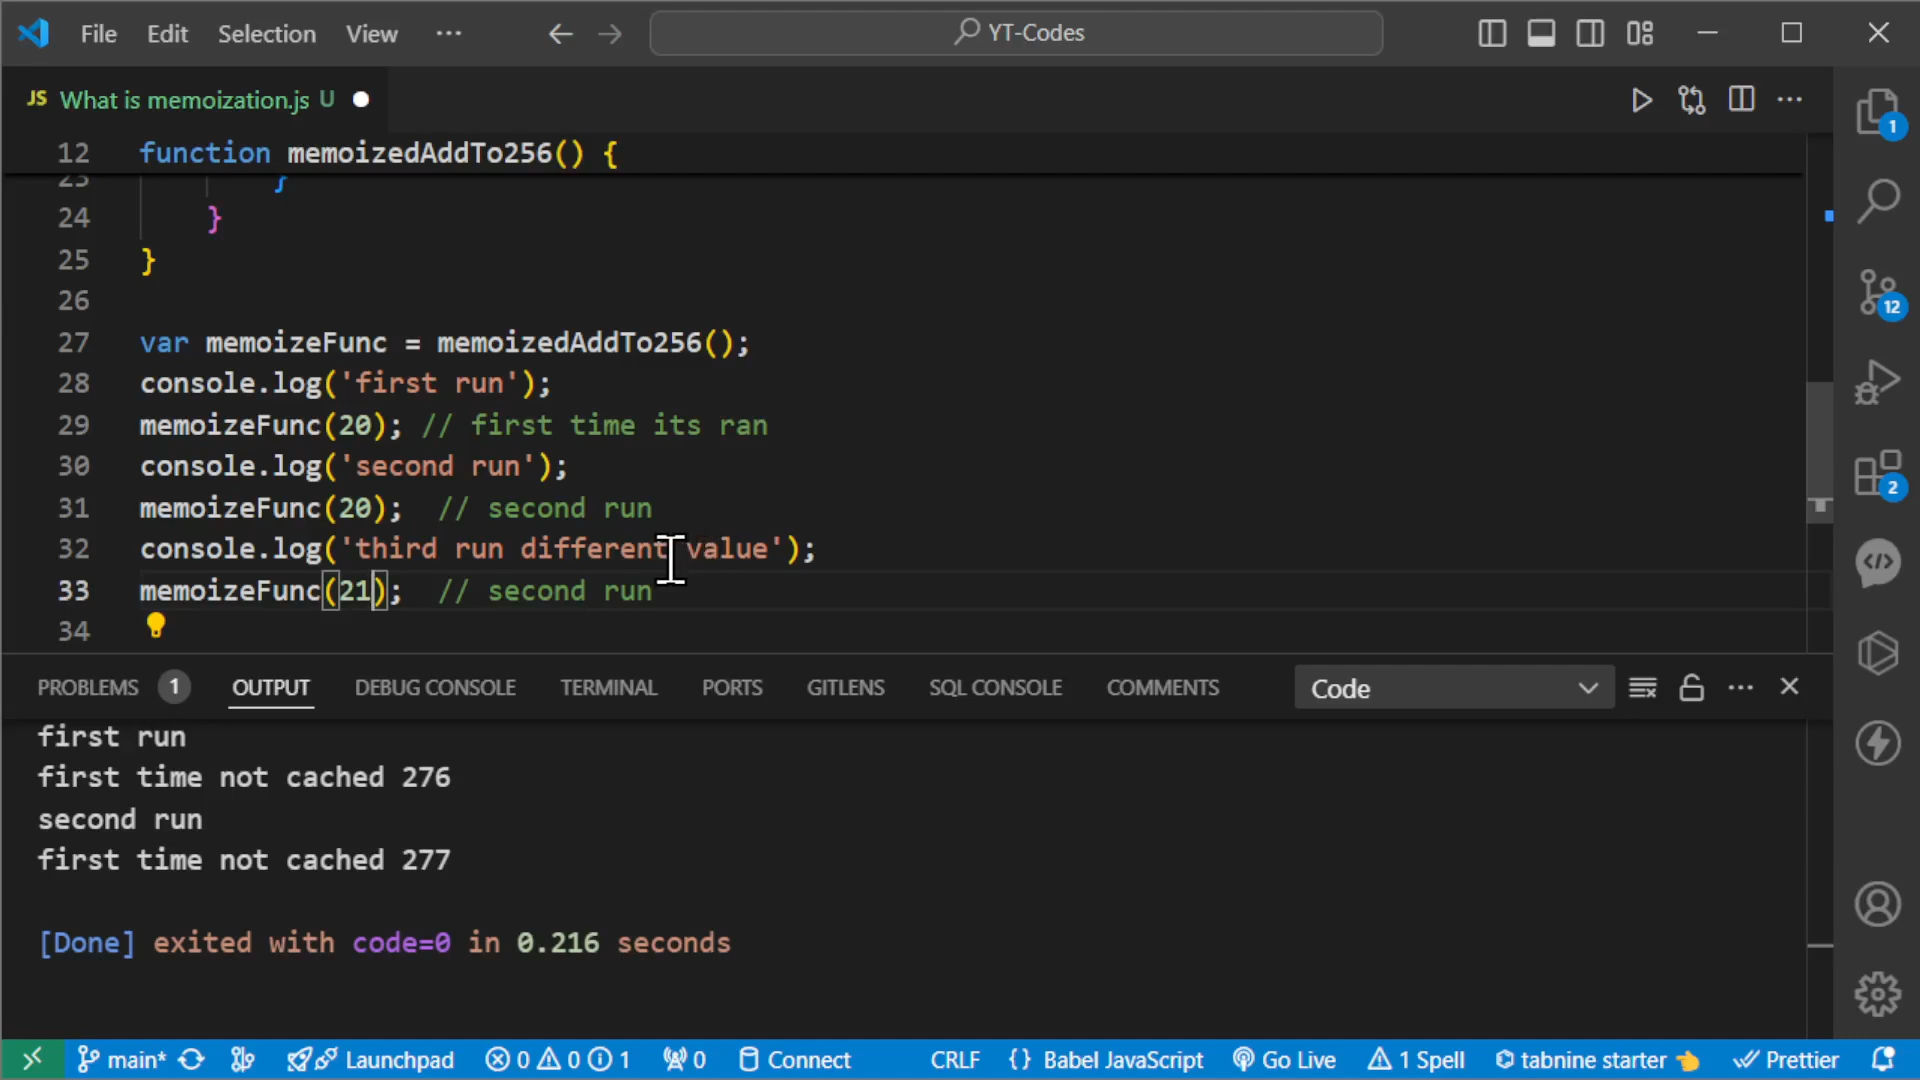 File Edit Selection View ··· YT-Codes
JS What is memoization.js U
12 function memoizedAddTo256() {
23 }
24 }
25 }
26
27 var memoizeFunc = memoizedAddTo256();
28 console.log('first run');
29 memoizeFunc(20); // first time its ran
30 console.log('second run');
31 memoizeFunc(20);  // second run
32 console.log('third run different value');
33 memoizeFunc(21);  // second run
34
PROBLEMS 1 OUTPUT DEBUG CONSOLE TERMINAL PORTS GITLENS SQL CONSOLE COMMENTS Code
first run
first time not cached 276
second run
first time not cached 277
[Done] exited with code=0 in 0.216 seconds
main* Launchpad 0 0 1 0 Connect CRLF {} Babel JavaScript Go Live 1 Spell tabnine starter Prettier
1
12
2